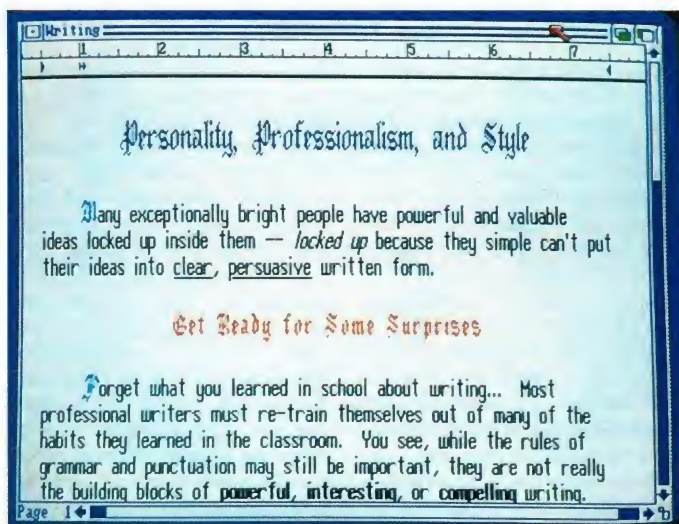 Writing
1 2 3 4 5 6 7
Personality, Professionalism, and Style
Many exceptionally bright people have powerful and valuable
ideas locked up inside them — locked up because they simple can't put
their ideas into clear, persuasive written form.
Get Ready for Some Surprises
Forget what you learned in school about writing... Most
professional writers must re-train themselves out of many of the
habits they learned in the classroom. You see, while the rules of
grammar and punctuation may still be important, they are not really
the building blocks of powerful, interesting, or compelling writing.
Page 1